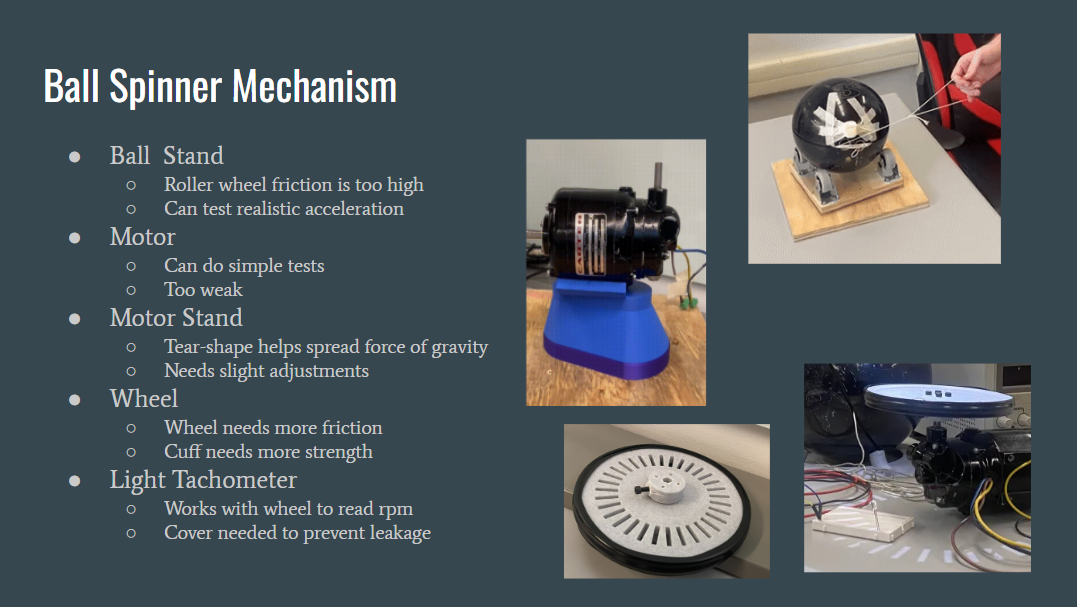 Ball Spinner Mechanism
● Ball Stand
○ Roller wheel friction is too high
○ Can test realistic acceleration
● Motor
○ Can do simple tests
○ Too weak
● Motor Stand
○ Tear-shape helps spread force of gravity
○ Needs slight adjustments
● Wheel
○ Wheel needs more friction
○ Cuff needs more strength
● Light Tachometer
○ Works with wheel to read rpm
○ Cover needed to prevent leakage